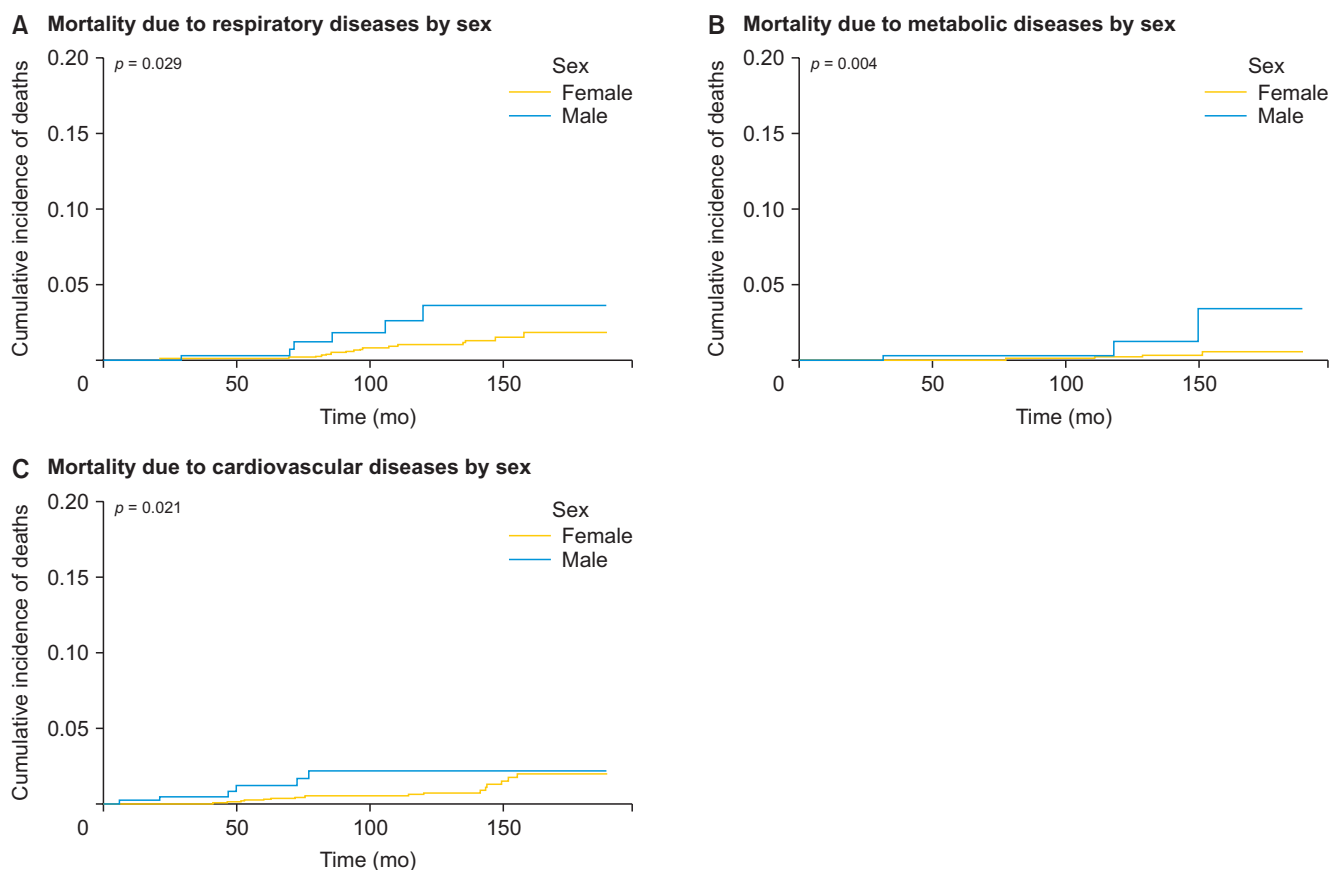 A Mortality due to respiratory diseases by sex
p = 0.029
Sex
Female
Male
Cumulative incidence of deaths
0.20
0.15
0.10
0.05
0
50
100
150
Time (mo)
B Mortality due to metabolic diseases by sex
p = 0.004
Sex
Female
Male
Cumulative incidence of deaths
0.20
0.15
0.10
0.05
0
50
100
150
Time (mo)
C Mortality due to cardiovascular diseases by sex
p = 0.021
Sex
Female
Male
Cumulative incidence of deaths
0.20
0.15
0.10
0.05
0
50
100
150
Time (mo)